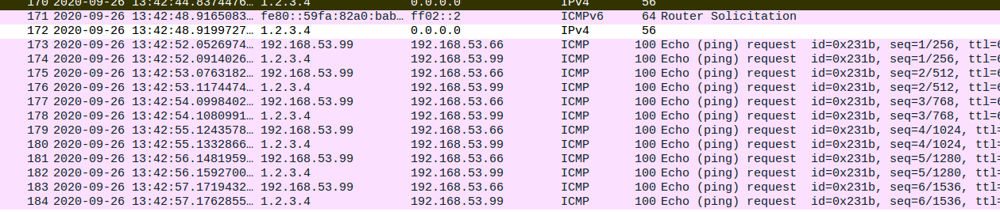 170 2020-09-26 13:42:44.8374476… 1.2.3.4 0.0.0.0 IPv4 56
171 2020-09-26 13:42:48.9165083… fe80::59fa:82a0:bab… ff02::2 ICMPv6 64 Router Solicitation
172 2020-09-26 13:42:48.9199727… 1.2.3.4 0.0.0.0 IPv4 56
173 2020-09-26 13:42:52.0526974… 192.168.53.99 192.168.53.66 ICMP 100 Echo (ping) request id=0x231b, seq=1/256, ttl=6
174 2020-09-26 13:42:52.0914026… 1.2.3.4 192.168.53.99 ICMP 100 Echo (ping) request id=0x231b, seq=1/256, ttl=6
175 2020-09-26 13:42:53.0763182… 192.168.53.99 192.168.53.66 ICMP 100 Echo (ping) request id=0x231b, seq=2/512, ttl=6
176 2020-09-26 13:42:53.1174474… 1.2.3.4 192.168.53.99 ICMP 100 Echo (ping) request id=0x231b, seq=2/512, ttl=6
177 2020-09-26 13:42:54.0998402… 192.168.53.99 192.168.53.66 ICMP 100 Echo (ping) request id=0x231b, seq=3/768, ttl=6
178 2020-09-26 13:42:54.1080991… 1.2.3.4 192.168.53.99 ICMP 100 Echo (ping) request id=0x231b, seq=3/768, ttl=6
179 2020-09-26 13:42:55.1243578… 192.168.53.99 192.168.53.66 ICMP 100 Echo (ping) request id=0x231b, seq=4/1024, ttl=
180 2020-09-26 13:42:55.1332866… 1.2.3.4 192.168.53.99 ICMP 100 Echo (ping) request id=0x231b, seq=4/1024, ttl=
181 2020-09-26 13:42:56.1481959… 192.168.53.99 192.168.53.66 ICMP 100 Echo (ping) request id=0x231b, seq=5/1280, ttl=
182 2020-09-26 13:42:56.1592700… 1.2.3.4 192.168.53.99 ICMP 100 Echo (ping) request id=0x231b, seq=5/1280, ttl=
183 2020-09-26 13:42:57.1719432… 192.168.53.99 192.168.53.66 ICMP 100 Echo (ping) request id=0x231b, seq=6/1536, ttl=
184 2020-09-26 13:42:57.1762855… 1.2.3.4 192.168.53.99 ICMP 100 Echo (ping) request id=0x231b, seq=6/1536, ttl=